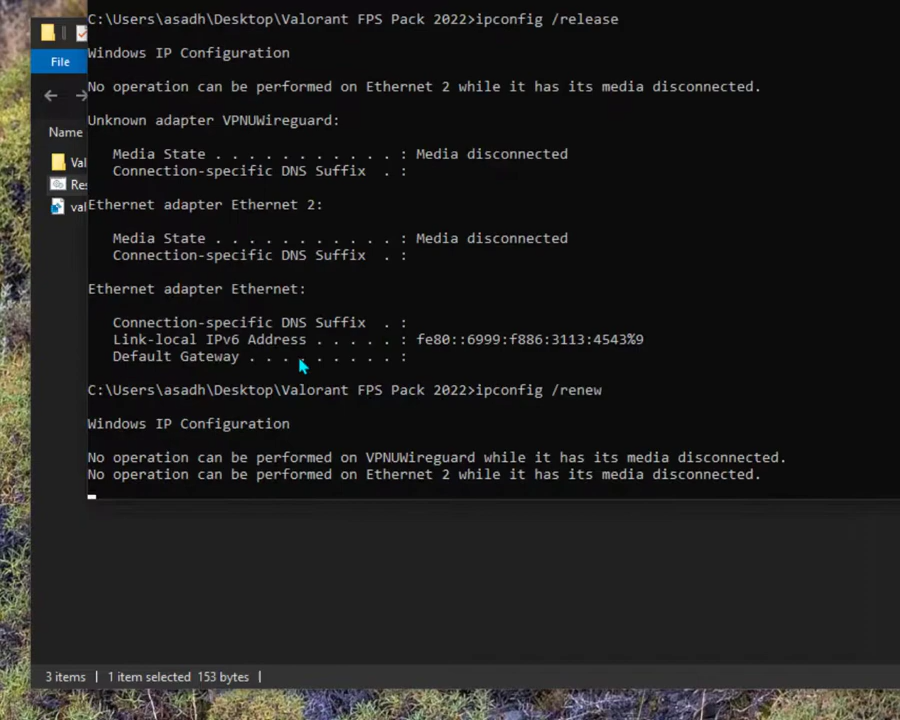 C:\Users\asadh\Desktop\Valorant FPS Pack 2022>ipconfig /release
File
Windows IP Configuration
No operation can be performed on Ethernet 2 while it has its media disconnected.
Unknown adapter VPNUWireguard:
Name
Media State . . . . . . . . . . . : Media disconnected
Val
Connection-specific DNS Suffix  . :
Res
Ethernet adapter Ethernet 2:
val
Media State . . . . . . . . . . . : Media disconnected
Connection-specific DNS Suffix  . :
Ethernet adapter Ethernet:
Connection-specific DNS Suffix  . :
Link-local IPv6 Address . . . . . : fe80::6999:f886:3113:4543%9
Default Gateway . . . . . . . . . :
C:\Users\asadh\Desktop\Valorant FPS Pack 2022>ipconfig /renew
Windows IP Configuration
No operation can be performed on VPNUWireguard while it has its media disconnected.
No operation can be performed on Ethernet 2 while it has its media disconnected.
3 items | 1 item selected 153 bytes |